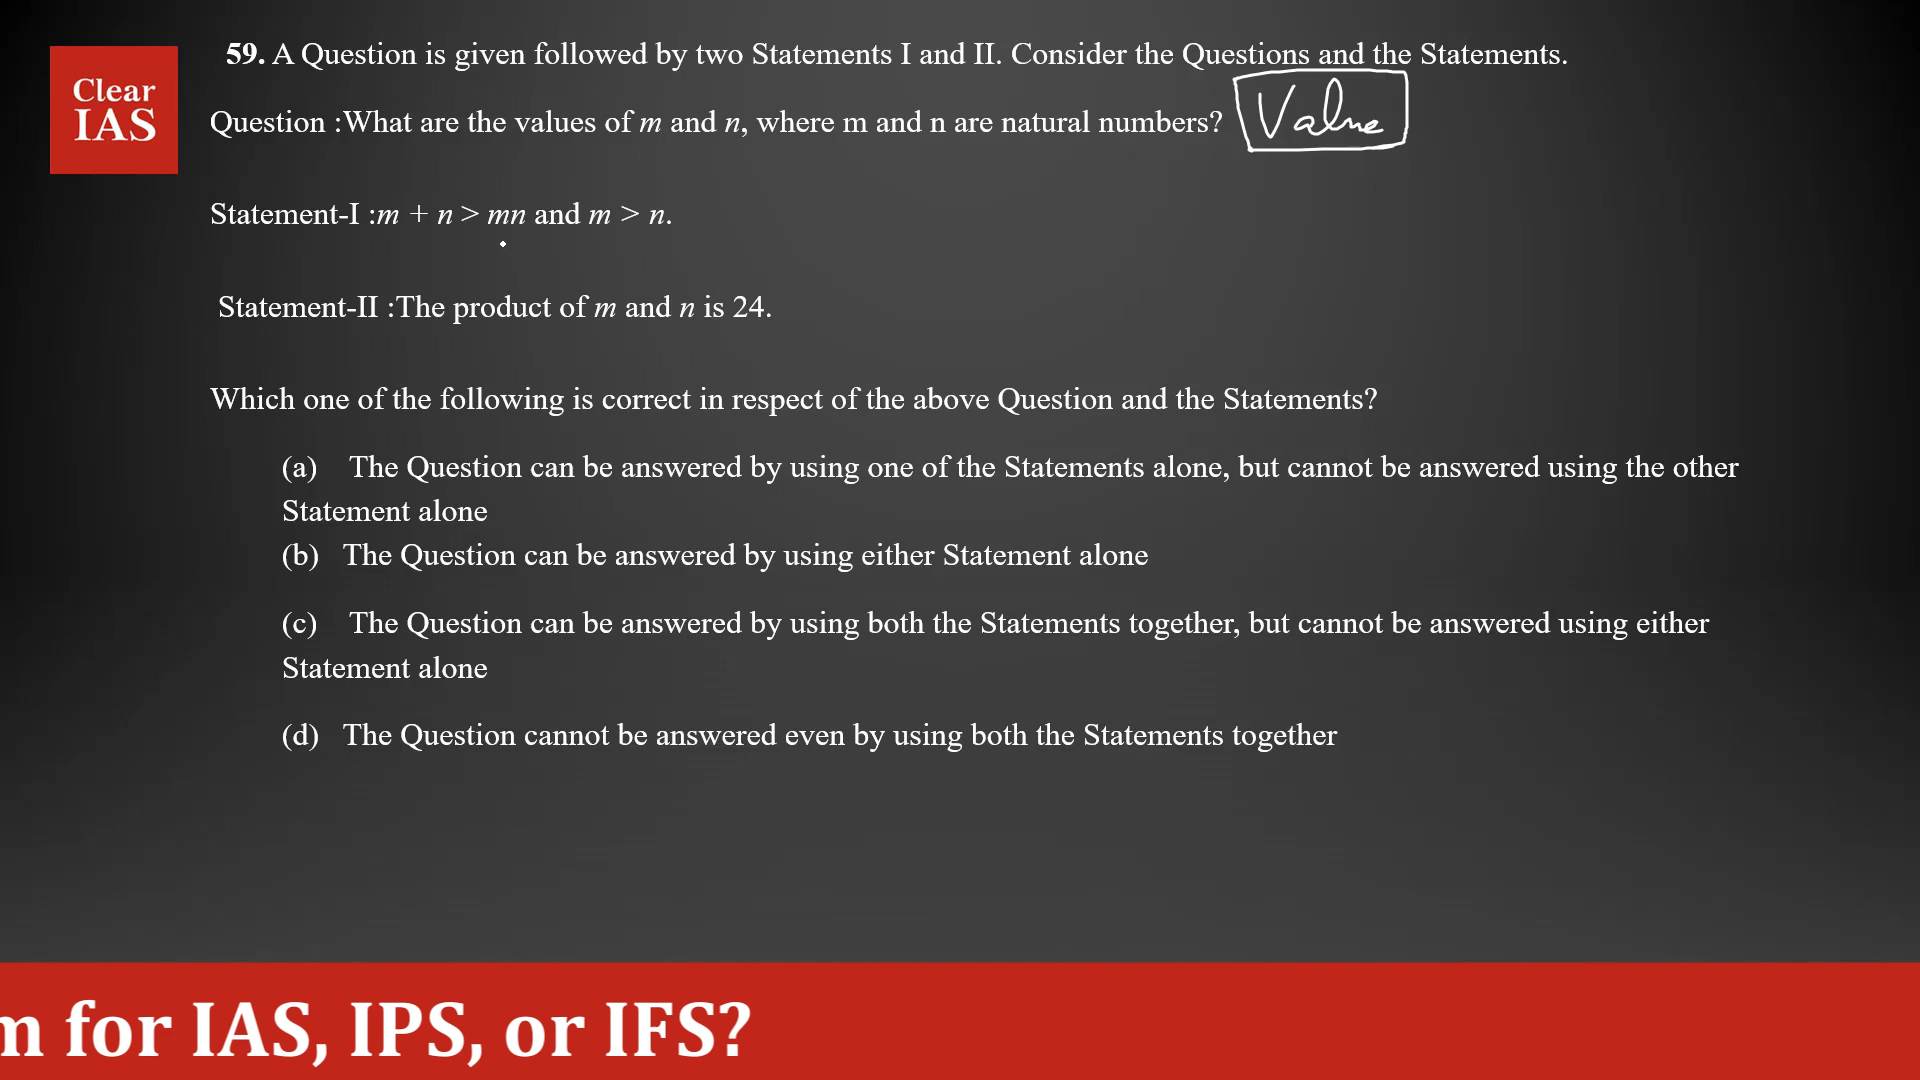 Clear
IAS
59. A Question is given followed by two Statements I and II. Consider the Questions and the Statements.
Question :What are the values of m and n, where m and n are natural numbers?
Value
Statement-I :m + n > mn and m > n.
Statement-II :The product of m and n is 24.
Which one of the following is correct in respect of the above Question and the Statements?
(a) The Question can be answered by using one of the Statements alone, but cannot be answered using the other
Statement alone
(b) The Question can be answered by using either Statement alone
(c) The Question can be answered by using both the Statements together, but cannot be answered using either
Statement alone
(d) The Question cannot be answered even by using both the Statements together
m for IAS, IPS, or IFS?